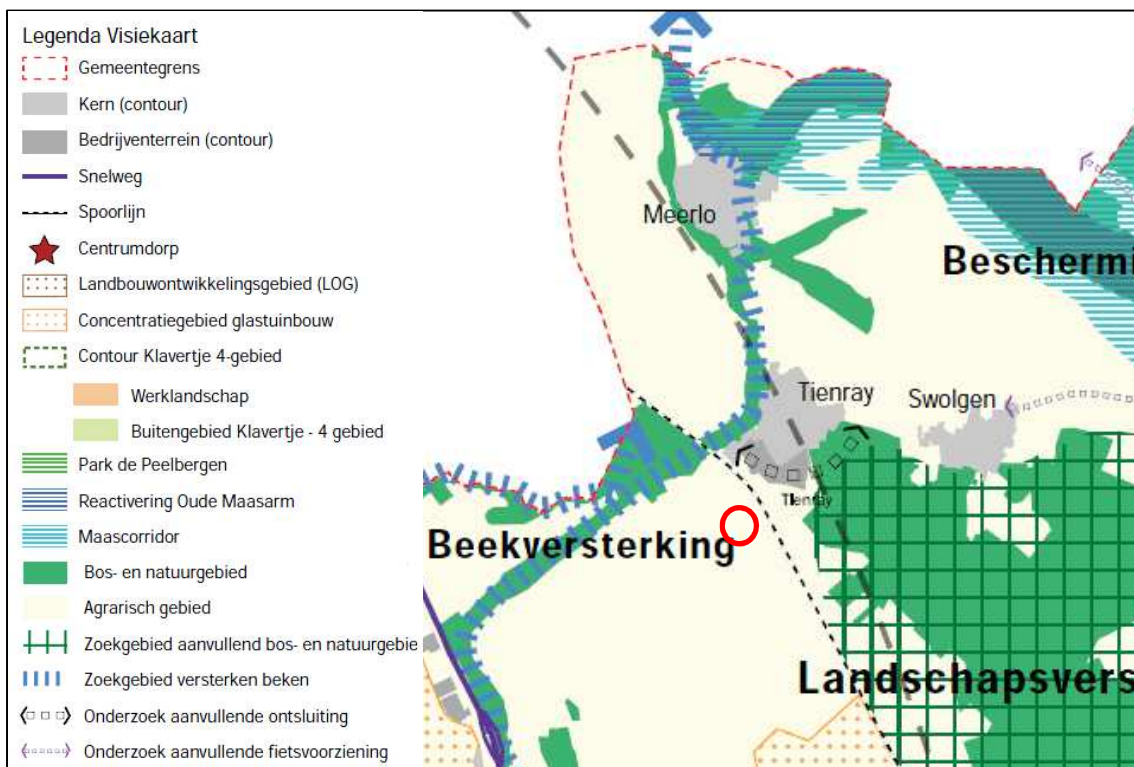 Legenda Visiekaart
Gemeentegrens
Kern (contour)
Bedrijventerrein (contour)
Snelweg
Spoorlijn
Centrumdorp
Landbouwontwikkelingsgebied (LOG)
Concentratiegebied glastuinbouw
Contour Klavertje 4-gebied
Werklandschap
Buitengebied Klavertje - 4 gebied
Park de Peelbergen
Reactivering Oude Maasarm
Maascorridor
Bos- en natuurgebied
Agrarisch gebied
Zoekgebied aanvullend bos- en natuurgebie
Zoekgebied versterken beken
Onderzoek aanvullende ontsluiting
Onderzoek aanvullende fietsvoorziening
Meerlo
Beschermi
Tienray
Swolgen
Tienray
Beekversterking
Landschapsvers